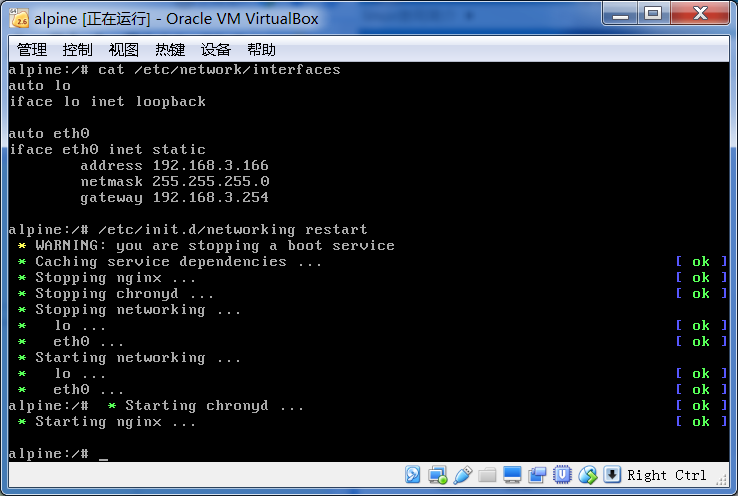 alpine [正在运行] - Oracle VM VirtualBox
管理 控制 视图 热键 设备 帮助
alpine:/# cat /etc/network/interfaces
auto lo
iface lo inet loopback
auto eth0
iface eth0 inet static
address 192.168.3.166
netmask 255.255.255.0
gateway 192.168.3.254
alpine:/# /etc/init.d/networking restart
* WARNING: you are stopping a boot service
* Caching service dependencies ... [ ok ]
* Stopping nginx ... [ ok ]
* Stopping chronyd ... [ ok ]
* Stopping networking ...
* lo ... [ ok ]
* eth0 ... [ ok ]
* Starting networking ...
* lo ... [ ok ]
* eth0 ... [ ok ]
alpine:/# * Starting chronyd ... [ ok ]
* Starting nginx ... [ ok ]
alpine:/# _
Right Ctrl